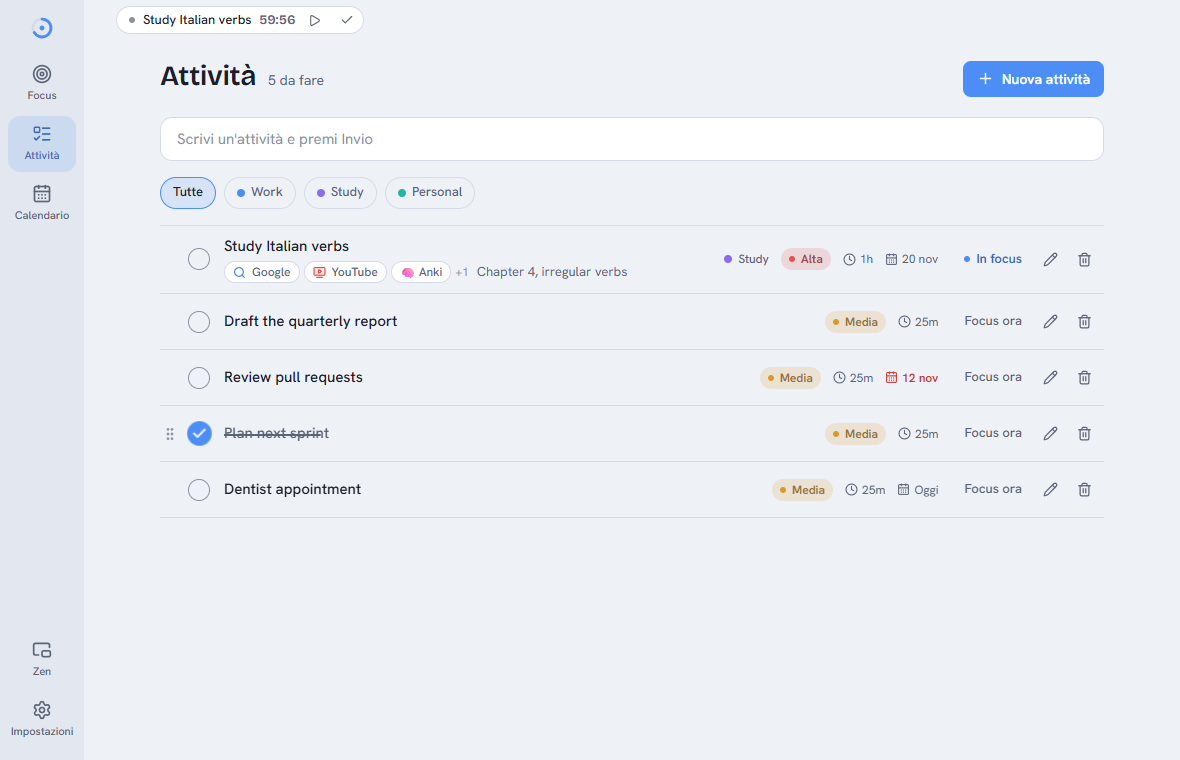 Study Italian verbs 59:56
Focus
Attività
Calendario
Zen
Impostazioni
Attività 5 da fare
Nuova attività
Scrivi un'attività e premi Invio
Tutte Work Study Personal
Study Italian verbs
Google YouTube Anki +1 Chapter 4, irregular verbs
Study Alta 1h 20 nov In focus
Draft the quarterly report Media 25m Focus ora
Review pull requests Media 25m 12 nov Focus ora
Plan next sprint Media 25m Focus ora
Dentist appointment Media 25m Oggi Focus ora